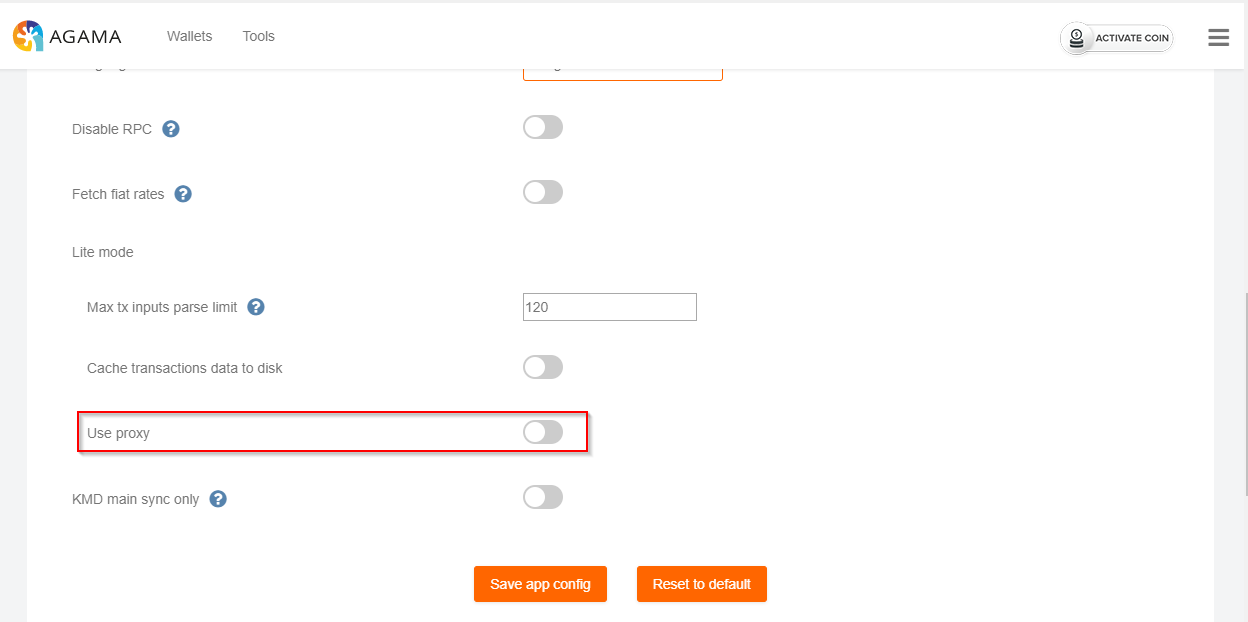 AGAMA Wallets Tools ACTIVATE COIN
Disable RPC ?
Fetch fiat rates ?
Lite mode
Max tx inputs parse limit ? 120
Cache transactions data to disk
Use proxy
KMD main sync only ?
Save app config Reset to default